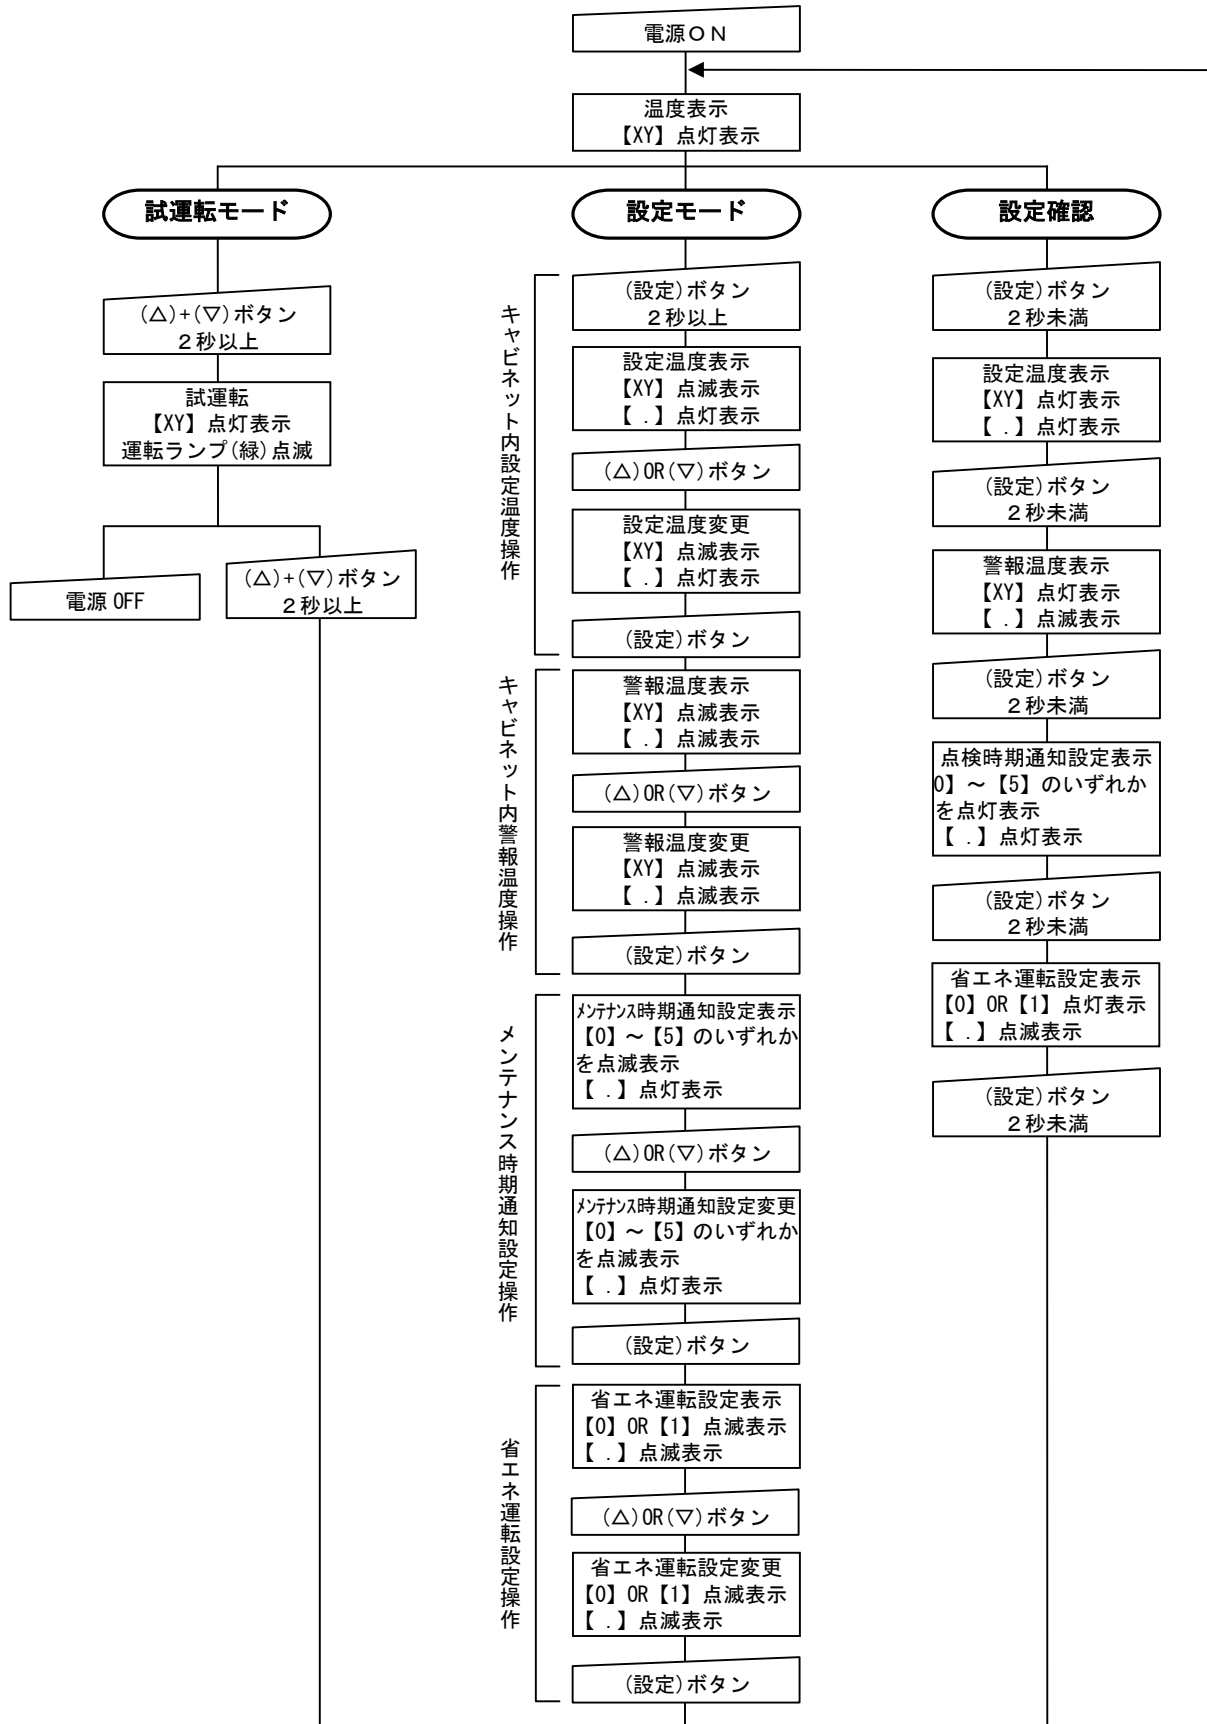 電源ＯＮ
温度表示
【XY】点灯表示
試運転モード
(△)+(▽)ボタン
２秒以上
試運転
【XY】点灯表示
運転ランプ(緑)点滅
電源 OFF
(△)+(▽)ボタン
２秒以上
設定モード
キャビネット内設定温度操作
(設定)ボタン
２秒以上
設定温度表示
【XY】点滅表示
【 .】点灯表示
(△)OR(▽)ボタン
設定温度変更
【XY】点滅表示
【 .】点灯表示
(設定)ボタン
キャビネット内警報温度操作
警報温度表示
【XY】点滅表示
【 .】点滅表示
(△)OR(▽)ボタン
警報温度変更
【XY】点滅表示
【 .】点滅表示
(設定)ボタン
メンテナンス時期通知設定操作
ﾒﾝﾃﾅﾝｽ時期通知設定表示
【0】～【5】のいずれか
を点滅表示
【 .】点灯表示
(△)OR(▽)ボタン
ﾒﾝﾃﾅﾝｽ時期通知設定変更
【0】～【5】のいずれか
を点滅表示
【 .】点灯表示
(設定)ボタン
省エネ運転設定操作
省エネ運転設定表示
【0】OR【1】点滅表示
【 .】点滅表示
(△)OR(▽)ボタン
省エネ運転設定変更
【0】OR【1】点滅表示
【 .】点滅表示
(設定)ボタン
設定確認
(設定)ボタン
２秒未満
設定温度表示
【XY】点灯表示
【 .】点灯表示
(設定)ボタン
２秒未満
警報温度表示
【XY】点灯表示
【 .】点滅表示
(設定)ボタン
２秒未満
点検時期通知設定表示
0】～【5】のいずれか
を点灯表示
【 .】点灯表示
(設定)ボタン
２秒未満
省エネ運転設定表示
【0】OR【1】点灯表示
【 .】点滅表示
(設定)ボタン
２秒未満